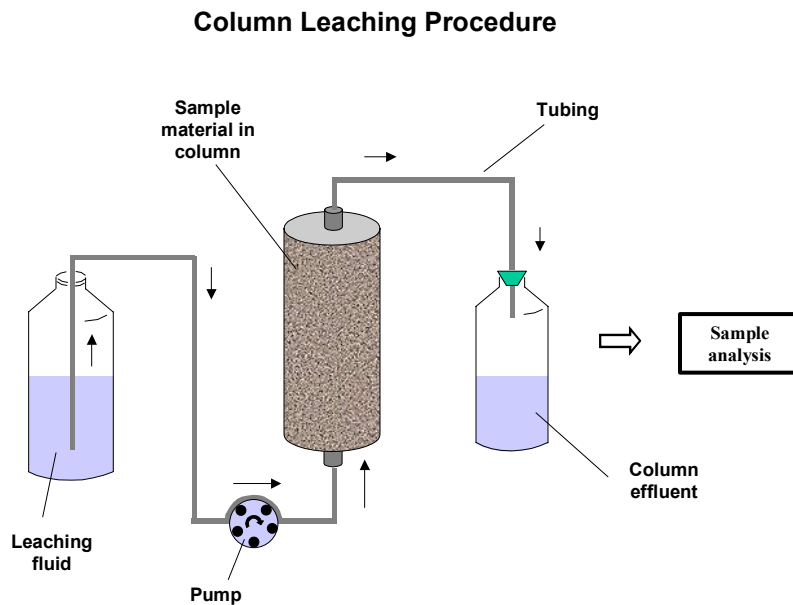 Column Leaching Procedure
Sample
material in
column
Tubing
Sample
analysis
Column
effluent
Leaching
fluid
Pump